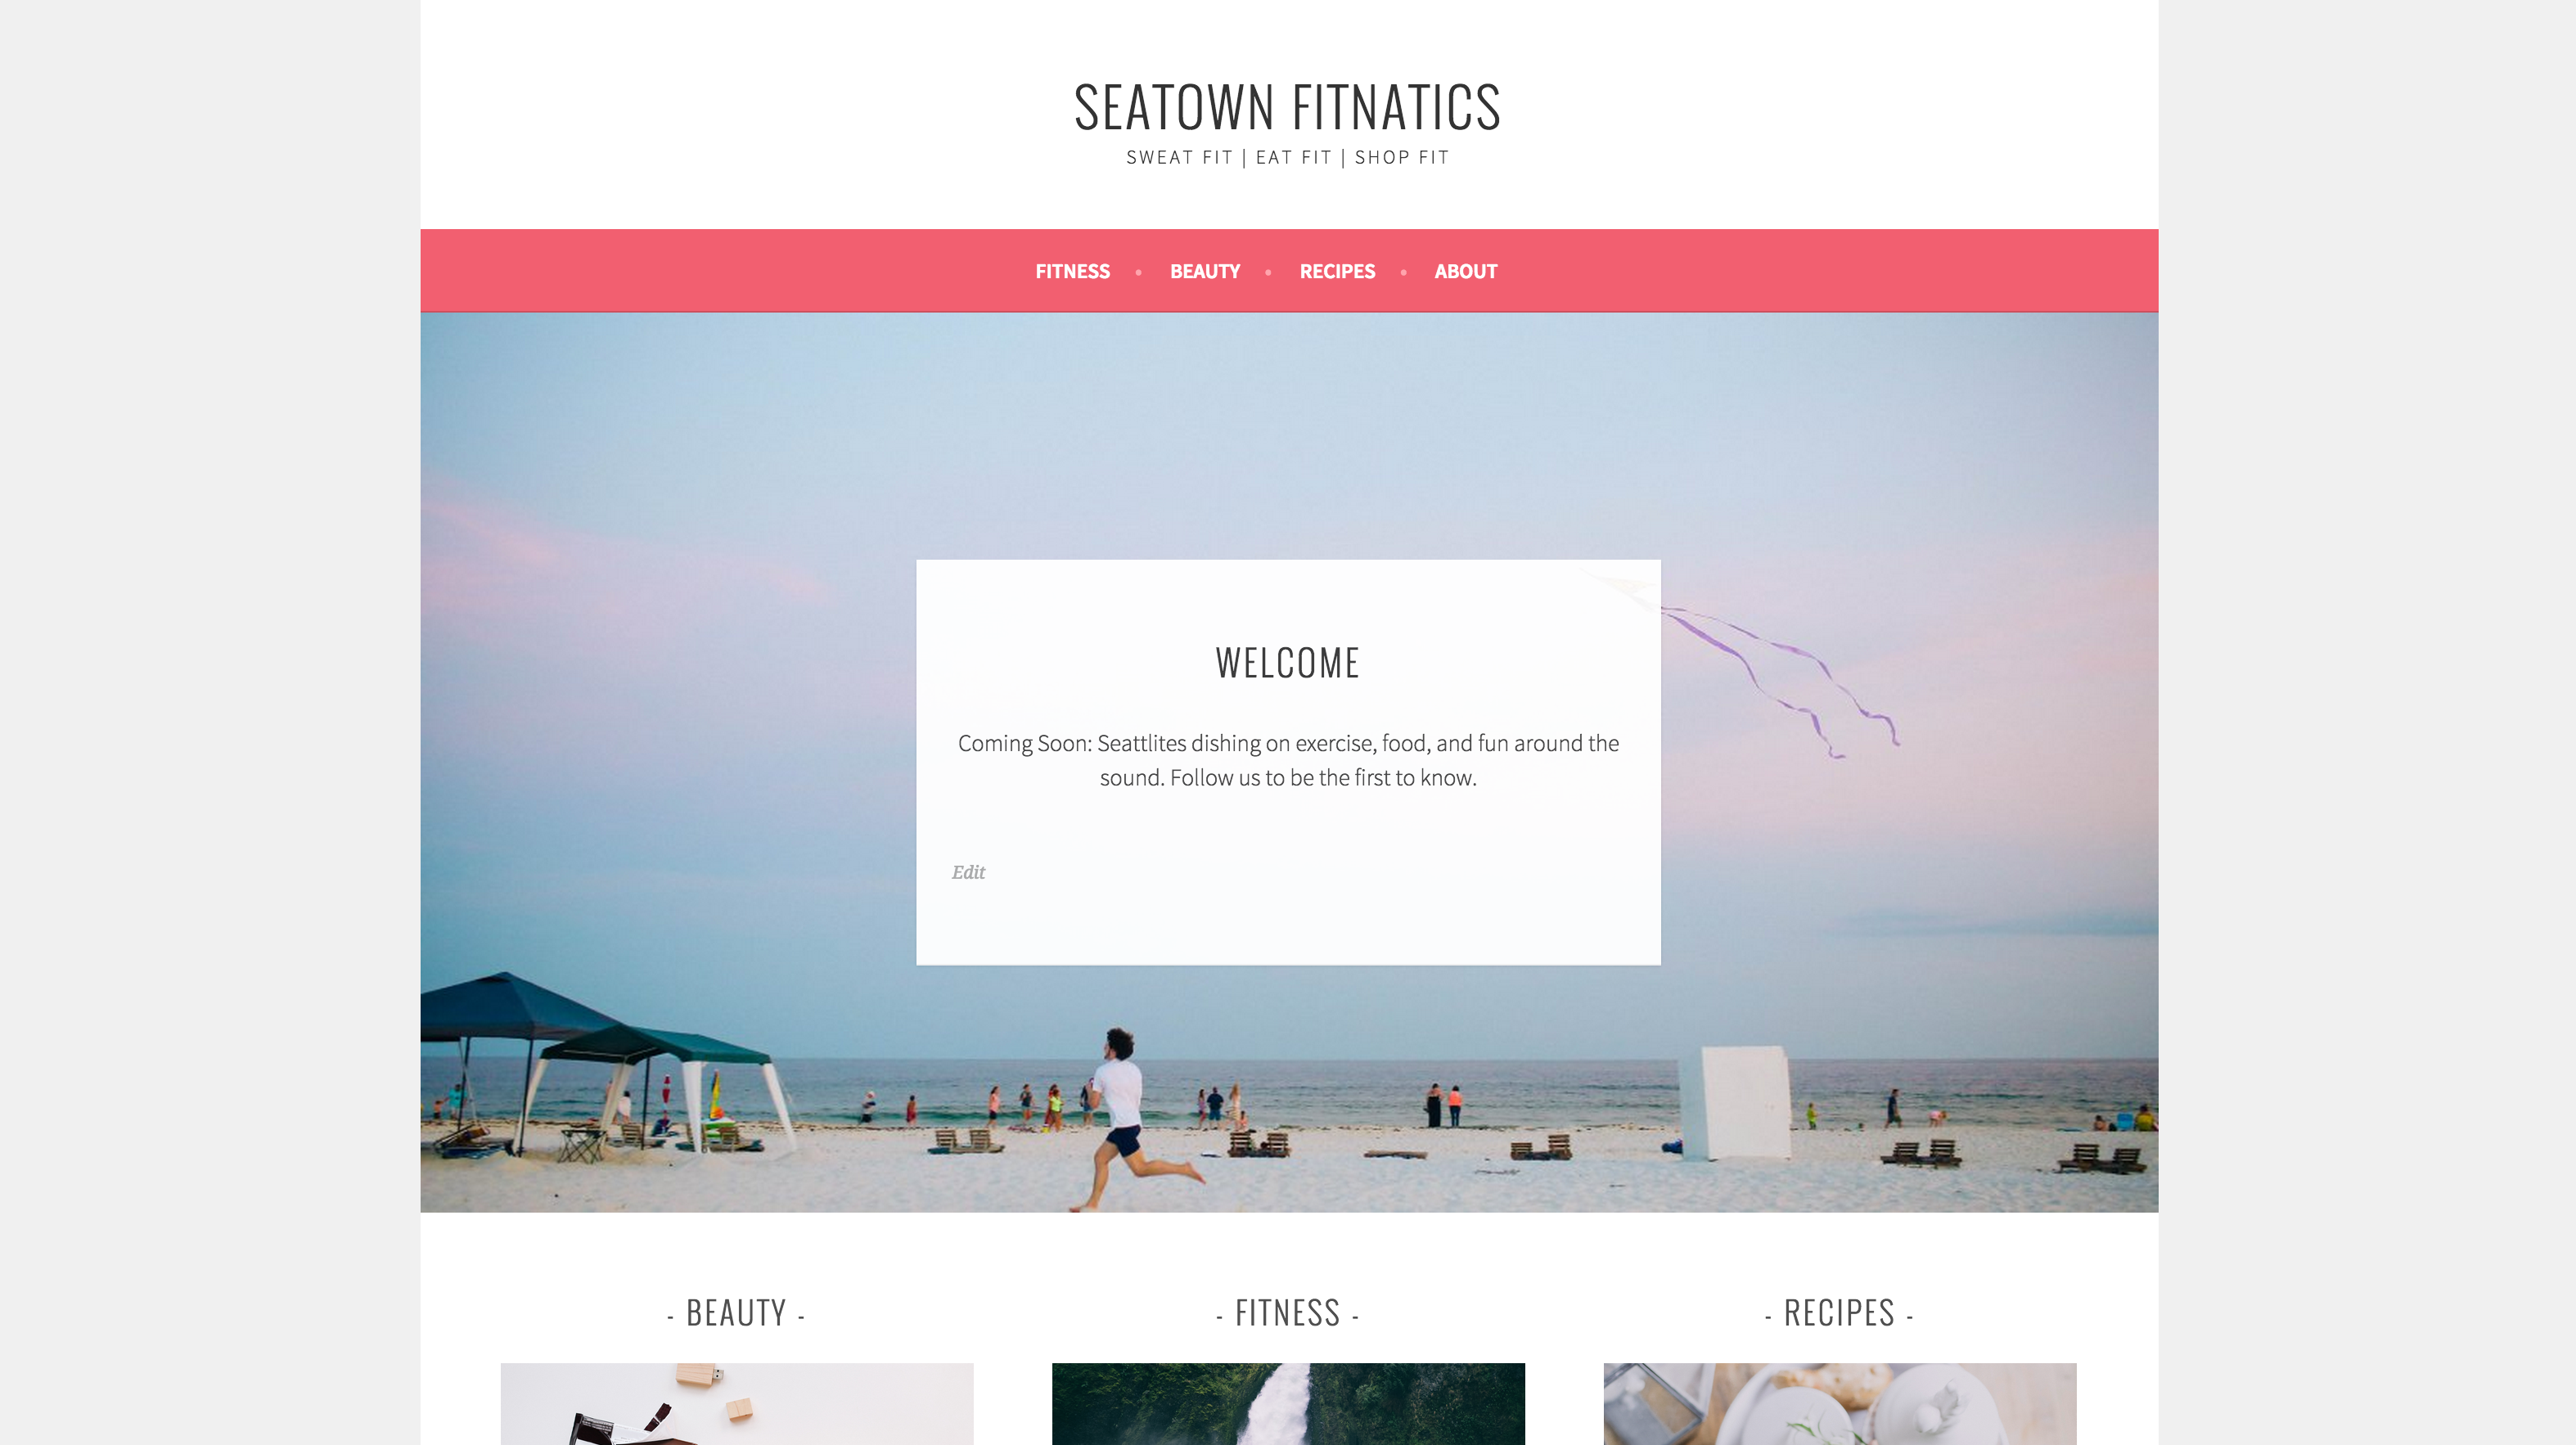 SEATOWN FITNATICS
SWEAT FIT | EAT FIT | SHOP FIT
FITNESS • BEAUTY • RECIPES • ABOUT
WELCOME
Coming Soon: Seattlites dishing on exercise, food, and fun around the
sound. Follow us to be the first to know.
Edit
- BEAUTY - - FITNESS - - RECIPES -